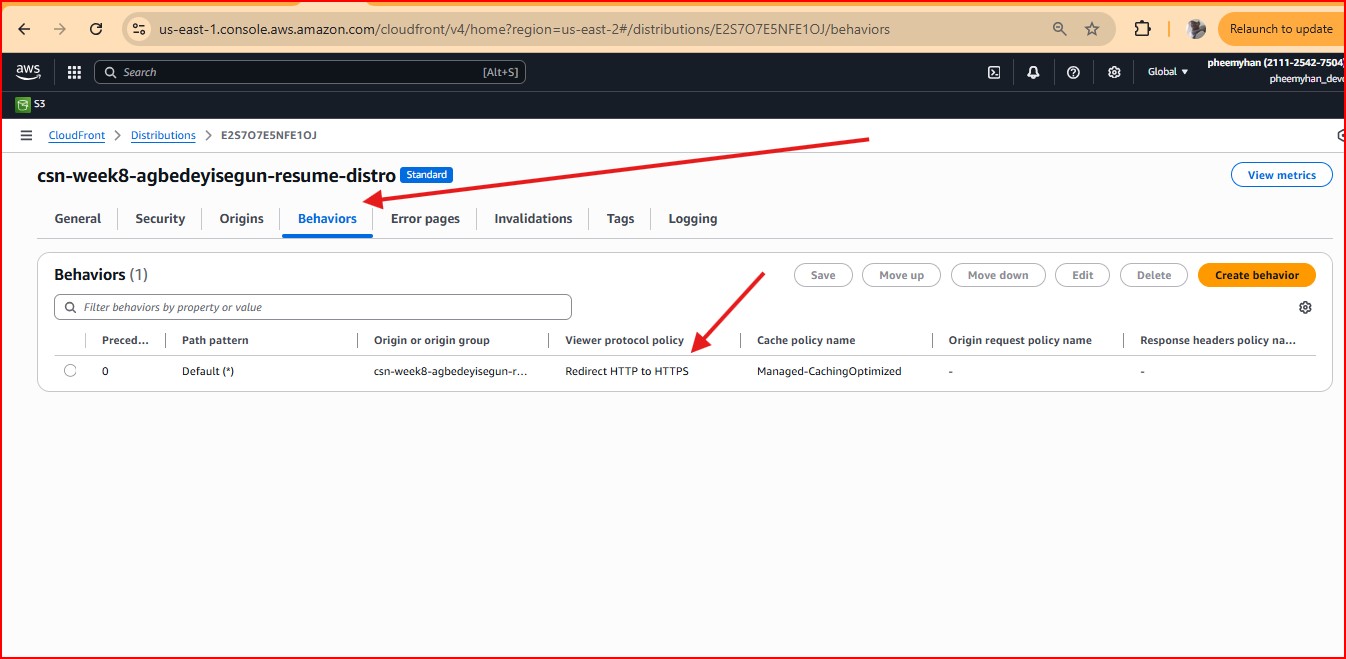 us-east-1.console.aws.amazon.com/cloudfront/v4/home?region=us-east-2#/distributions/E2S7O7E5NFE1OJ/behaviors
Relaunch to update
aws
Search
[Alt+S]
Global
pheemyhan (2111-2542-7504
pheemyhan_deve
S3
CloudFront
Distributions
E2S7O7E5NFE1OJ
csn-week8-agbedeyisegun-resume-distro
Standard
View metrics
General
Security
Origins
Behaviors
Error pages
Invalidations
Tags
Logging
Behaviors (1)
Save
Move up
Move down
Edit
Delete
Create behavior
Filter behaviors by property or value
Preced...
Path pattern
Origin or origin group
Viewer protocol policy
Cache policy name
Origin request policy name
Response headers policy na...
0
Default (*)
csn-week8-agbedeyisegun-r...
Redirect HTTP to HTTPS
Managed-CachingOptimized
-
-